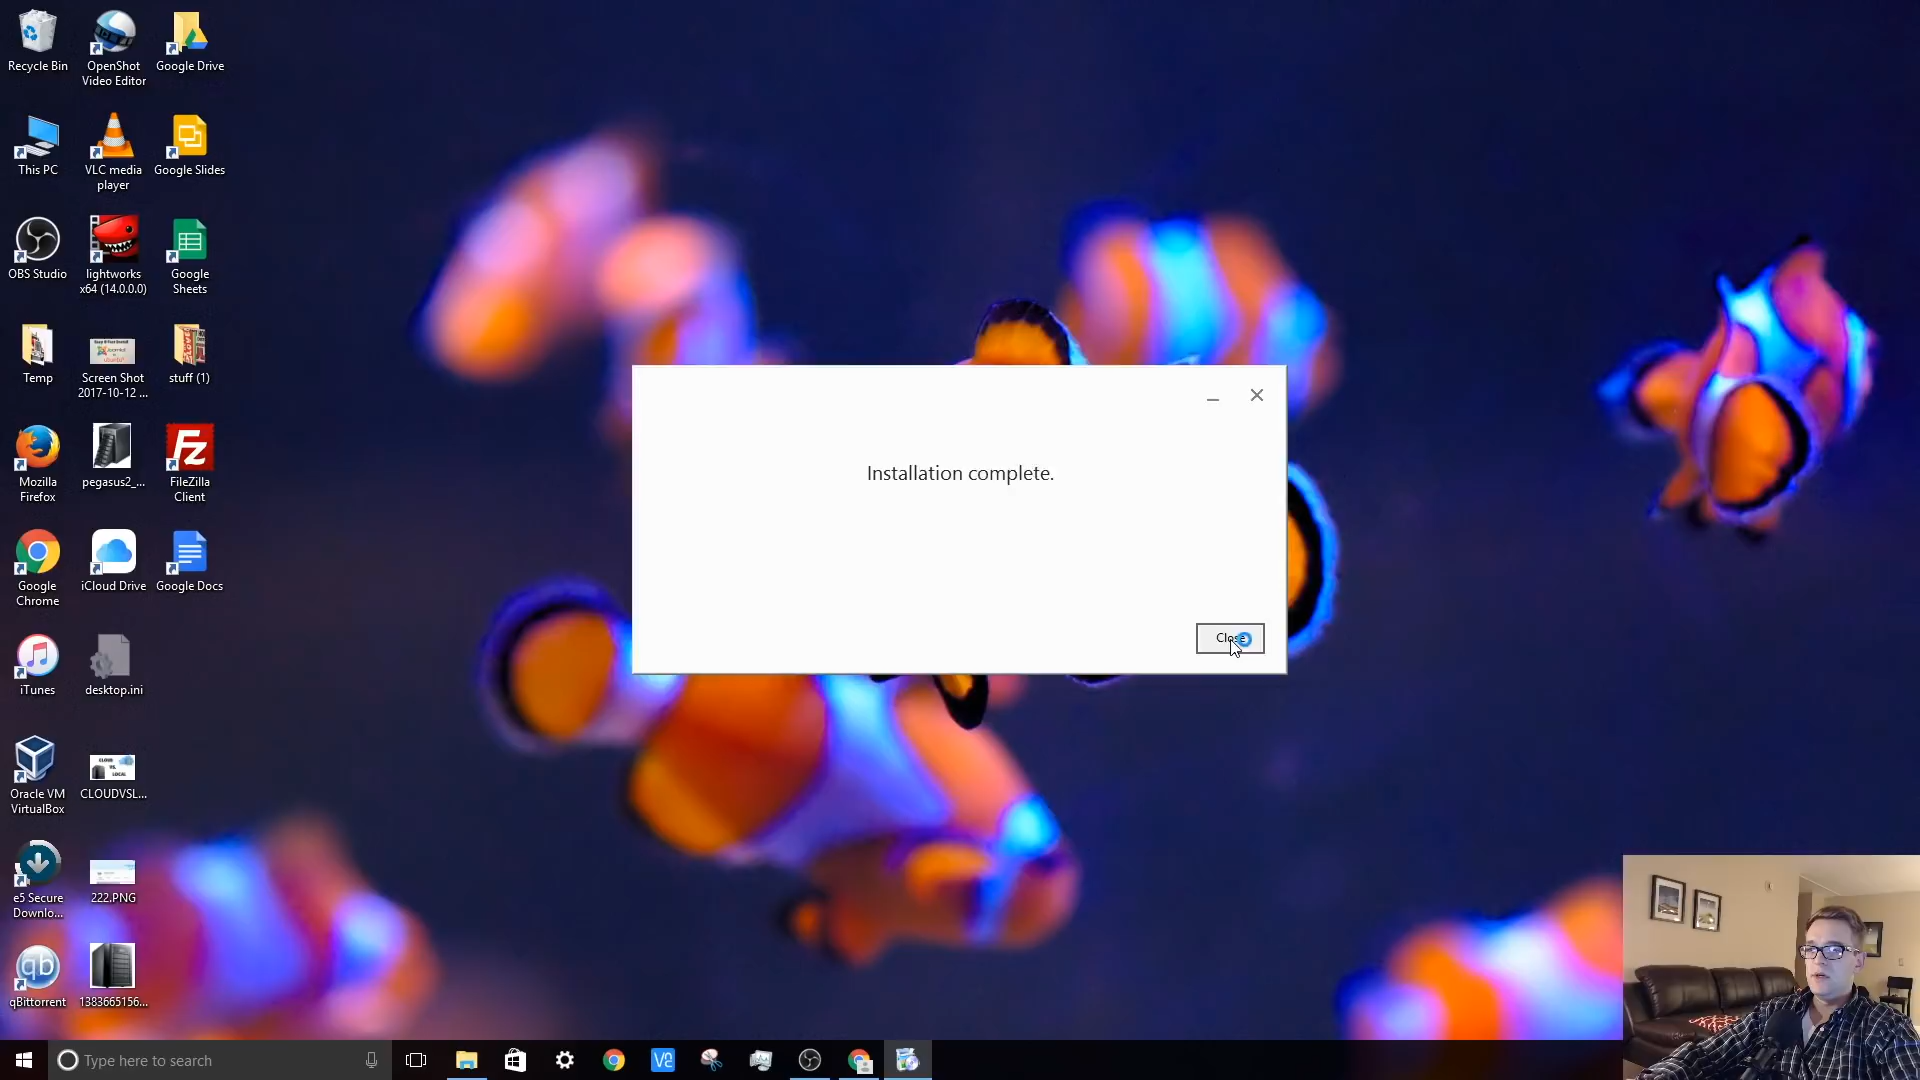 Recycle Bin
OpenShot
Video Editor
Google Drive
This PC
VLC media
player
Google Slides
OBS Studio
lightworks
x64 (14.0.0.0)
Google
Sheets
Temp
Screen Shot
2017-10-12 ...
stuff (1)
Mozilla
Firefox
pegasus2_...
FileZilla
Client
Google
Chrome
iCloud Drive
Google Docs
iTunes
desktop.ini
Oracle VM
VirtualBox
CLOUDVSL...
e5 Secure
Downlo...
222.PNG
qBittorrent
1383665156...
Installation complete.
Close
Type here to search